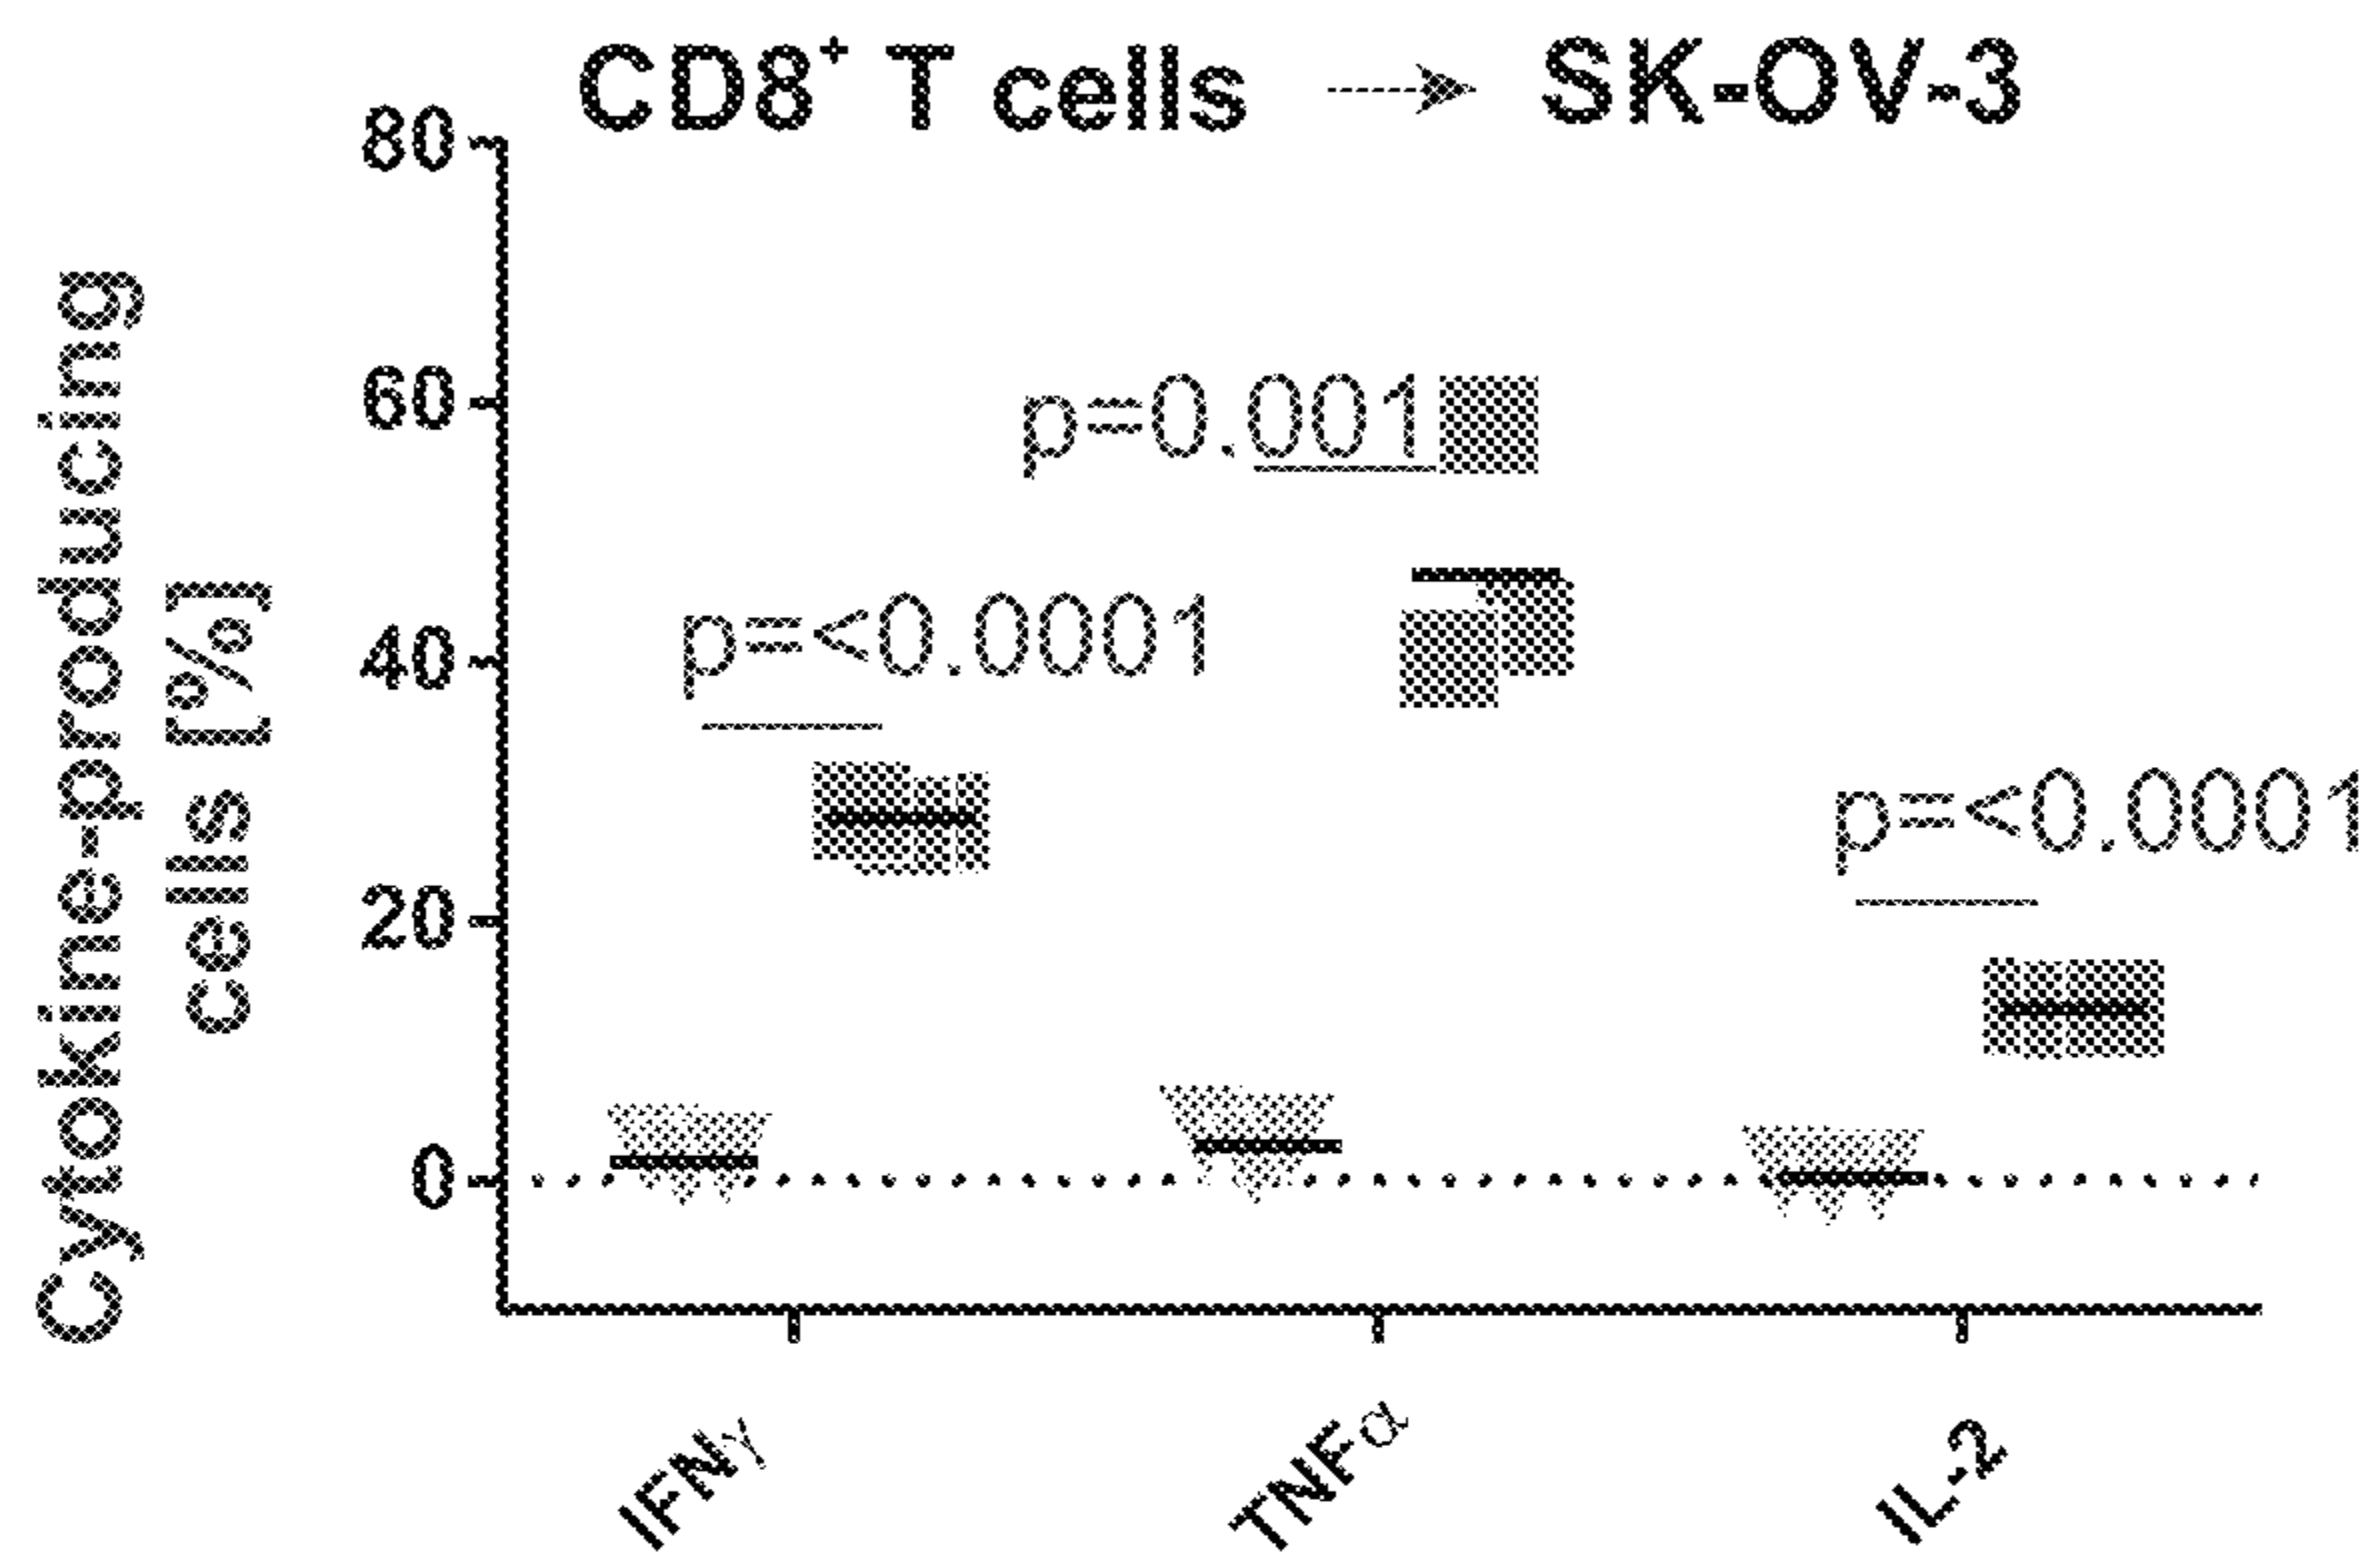 CD8⁺ T cells → SK-OV-3
Cytokine-producing
cells [%]
80
60
40
20
0
p=<0.0001
p=0.001
p=<0.0001
IFNγ
TNFα
IL-2